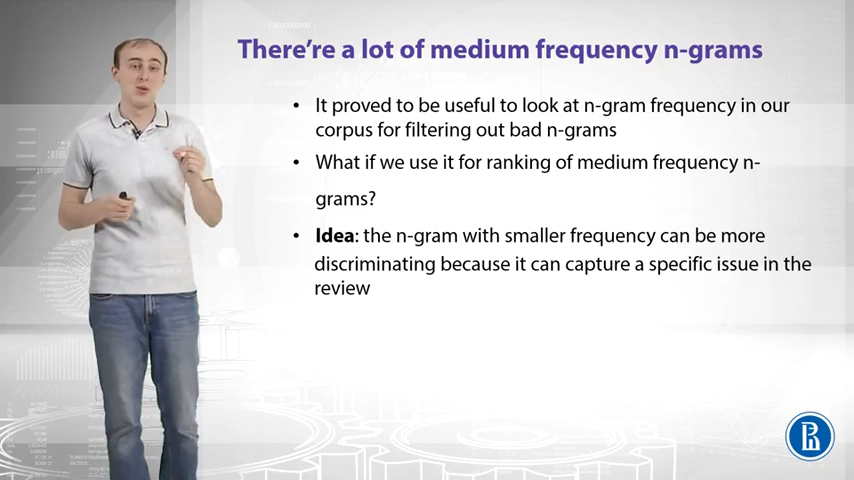 There're a lot of medium frequency n-grams
• It proved to be useful to look at n-gram frequency in our
corpus for filtering out bad n-grams
• What if we use it for ranking of medium frequency n-
grams?
• Idea: the n-gram with smaller frequency can be more
discriminating because it can capture a specific issue in the
review